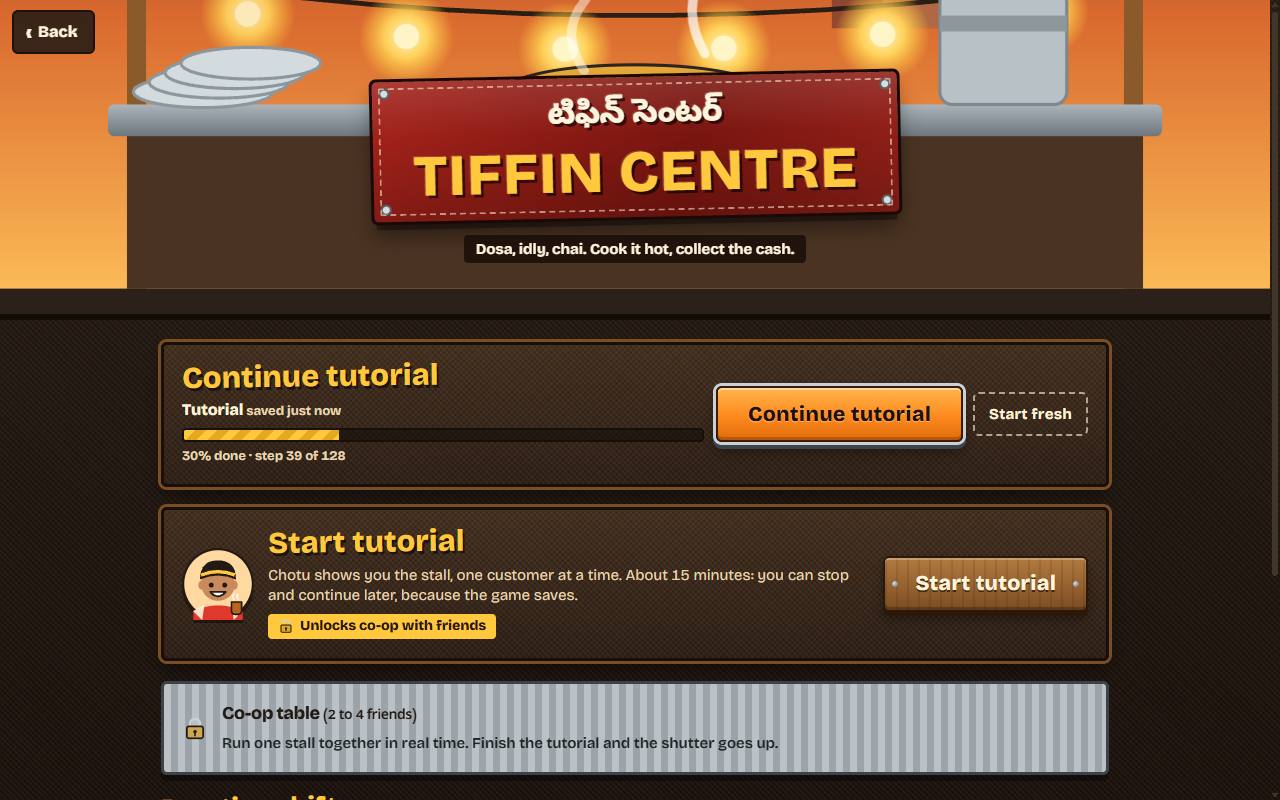 Back
టిఫిన్ సెంటర్
TIFFIN CENTRE
Dosa, idly, chai. Cook it hot, collect the cash.
Continue tutorial
Tutorial saved just now
30% done · step 39 of 128
Continue tutorial
Start fresh
Start tutorial
Chotu shows you the stall, one customer at a time. About 15 minutes: you can stop
and continue later, because the game saves.
Unlocks co-op with friends
Start tutorial
Co-op table (2 to 4 friends)
Run one stall together in real time. Finish the tutorial and the shutter goes up.